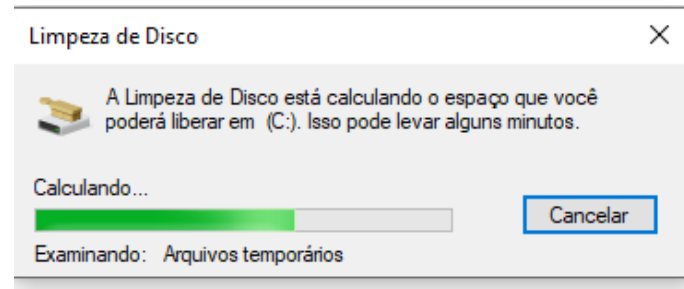 Limpeza de Disco
A Limpeza de Disco está calculando o espaço que você
poderá liberar em  (C:). Isso pode levar alguns minutos.
Calculando...
Cancelar
Examinando:   Arquivos temporários